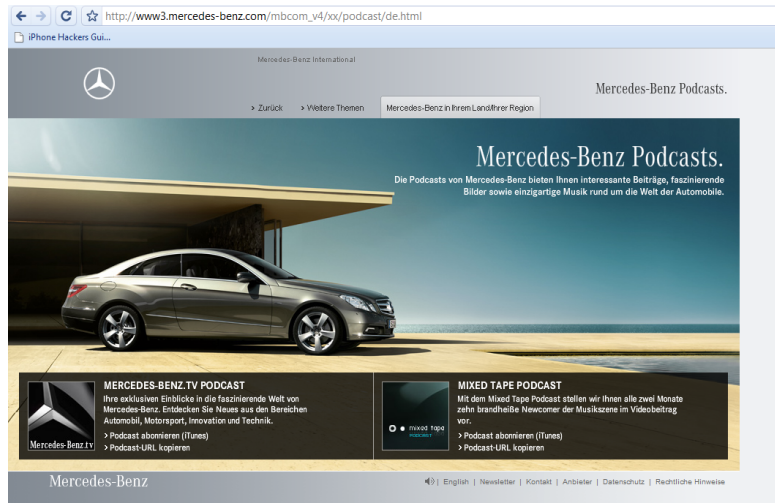 http://www3.mercedes-benz.com/mbcom_v4/xx/podcast/de.html
iPhone Hackers Gui...
Mercedes-Benz International
Mercedes-Benz Podcasts.
> Zurück > Weitere Themen Mercedes-Benz in Ihrem Land/Ihrer Region
Mercedes-Benz Podcasts.
Die Podcasts von Mercedes-Benz bieten Ihnen interessante Beiträge, faszinierende
Bilder sowie einzigartige Musik rund um die Welt der Automobile.
MERCEDES-BENZ.TV PODCAST
Ihre exklusiven Einblicke in die faszinierende Welt von
Mercedes-Benz. Entdecken Sie Neues aus den Bereichen
Automobil, Motorsport, Innovation und Technik.
> Podcast abonnieren (iTunes)
> Podcast-URL kopieren
Mercedes-Benz.tv
MIXED TAPE PODCAST
Mit dem Mixed Tape Podcast stellen wir Ihnen alle zwei Monate
zehn brandheiße Newcomer der Musikszene im Videobeitrag
vor.
> Podcast abonnieren (iTunes)
> Podcast-URL kopieren
mixed tape
PODCAST
Mercedes-Benz
| English | Newsletter | Kontakt | Anbieter | Datenschutz | Rechtliche Hinweise